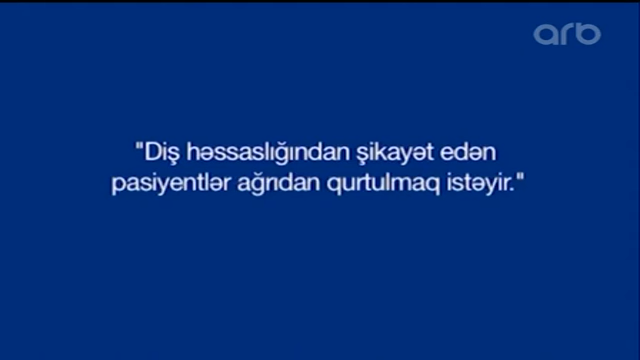 arb
"Diş həssaslığından şikayət edən
pasiyentlər ağrıdan qurtulmaq istəyir."